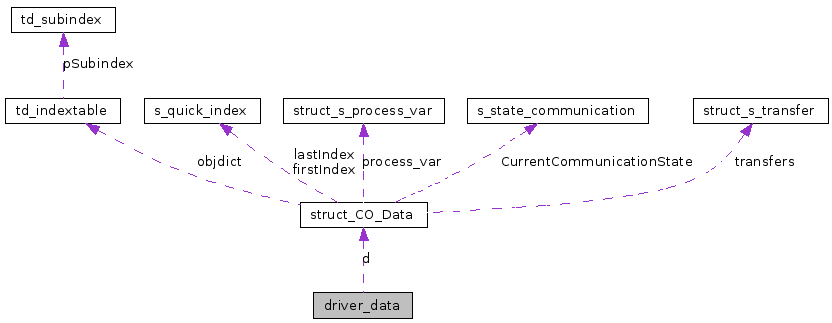 td_subindex
pSubindex
td_indextable
s_quick_index
struct_s_process_var
s_state_communication
struct_s_transfer
objdict
lastIndex
firstIndex
process_var
CurrentCommunicationState
transfers
struct_CO_Data
d
driver_data